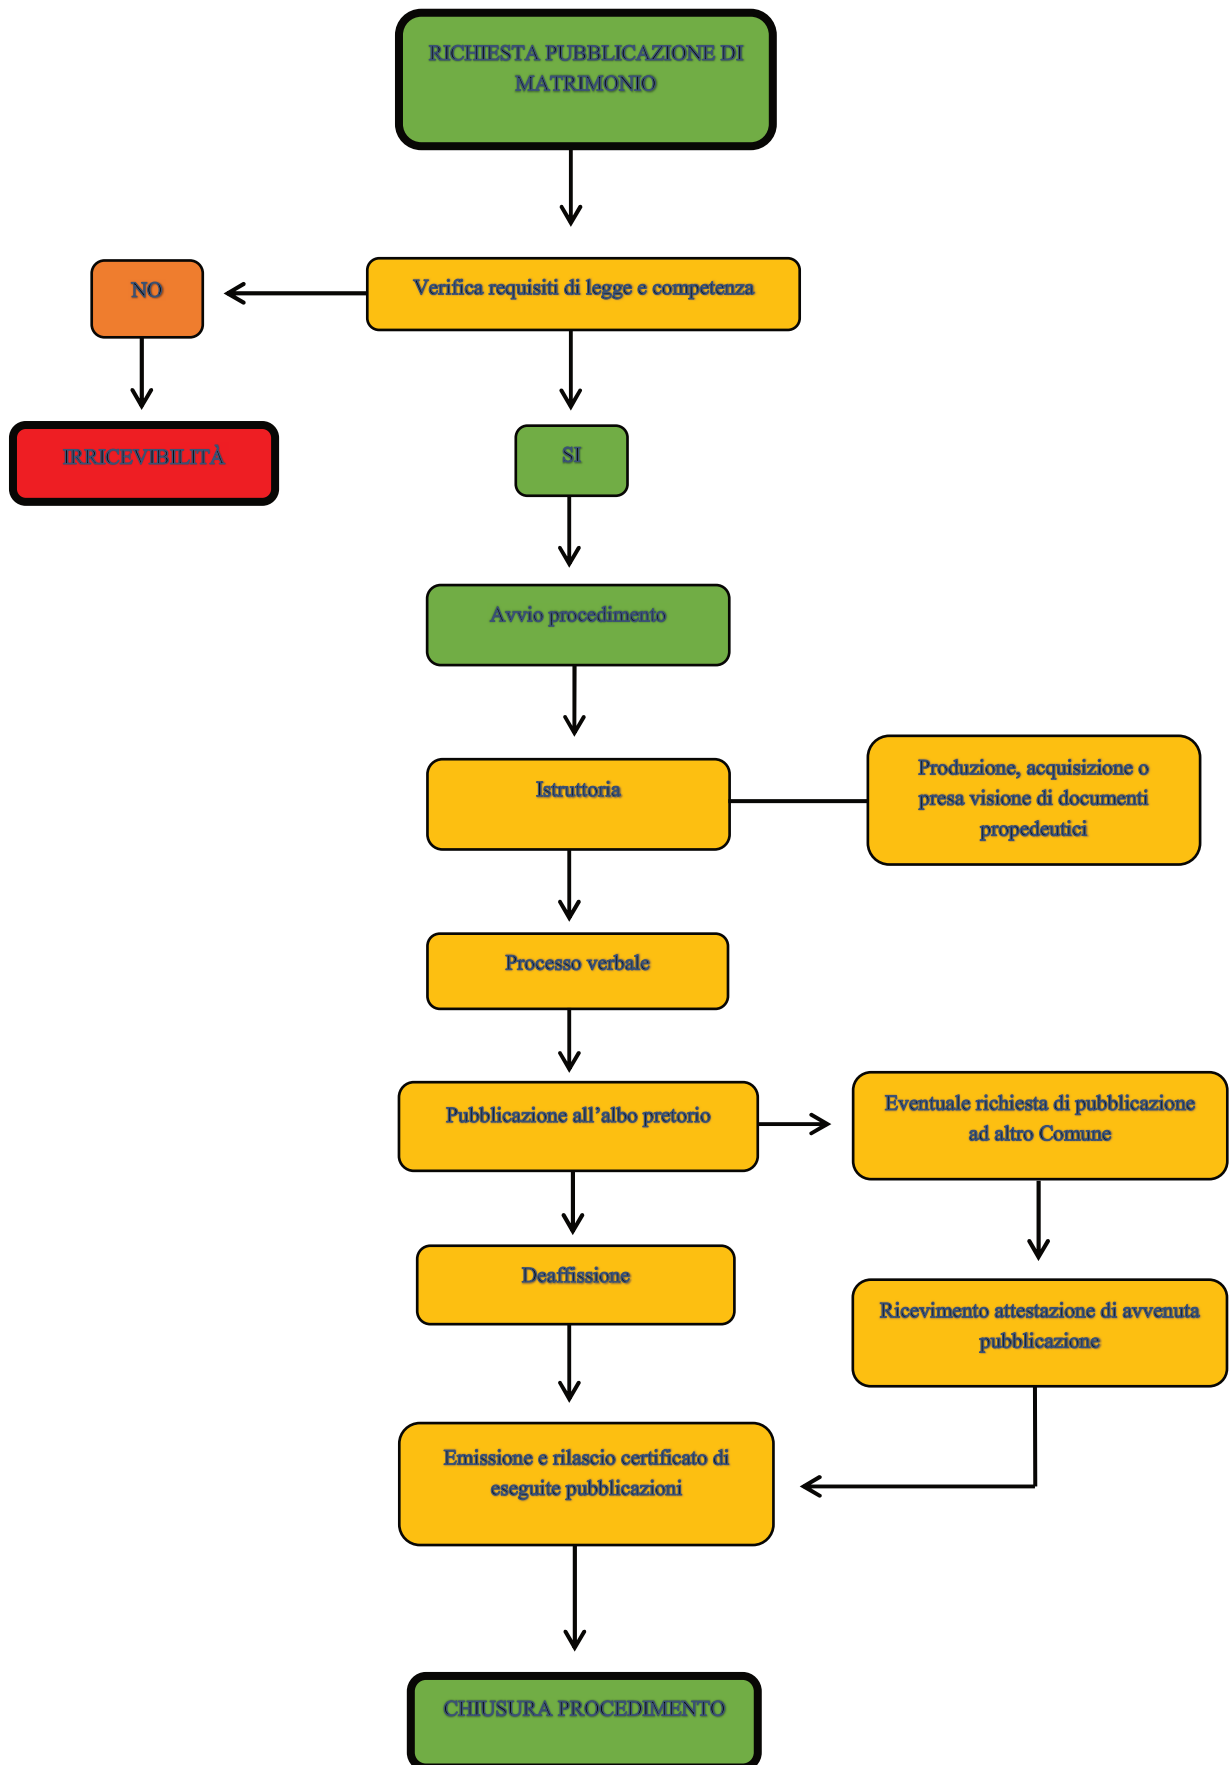 RICHIESTA PUBBLICAZIONE DI
MATRIMONIO
Verifica requisiti di legge e competenza
NO
IRRICEVIBILITÀ
SI
Avvio procedimento
Istruttoria
Produzione, acquisizione o
presa visione di documenti
propedeutici
Processo verbale
Pubblicazione all’albo pretorio
Eventuale richiesta di pubblicazione
ad altro Comune
Deaffissione
Ricevimento attestazione di avvenuta
pubblicazione
Emissione e rilascio certificato di
eseguite pubblicazioni
CHIUSURA PROCEDIMENTO